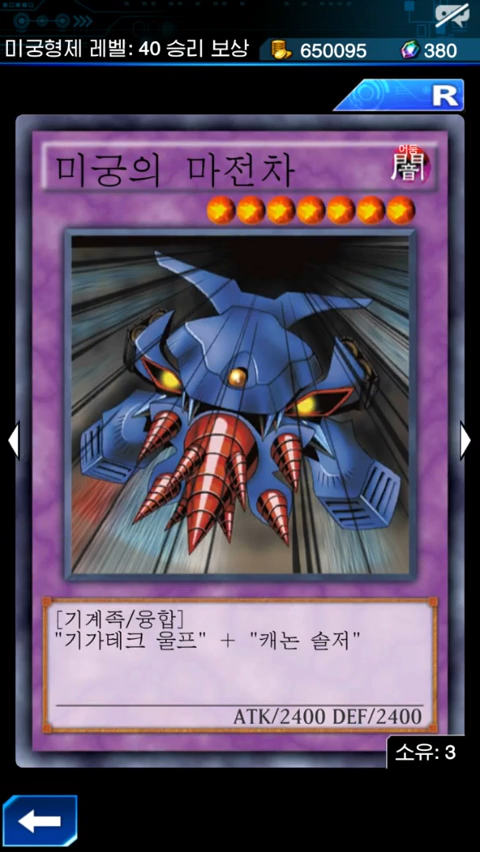 미궁형제 레벨: 40 승리 보상
650095
380
R
미궁의 마전차
어둠
闇
[기계족/융합]
"기가테크 울프" + "캐논 솔저"
ATK/2400 DEF/2400
소유: 3